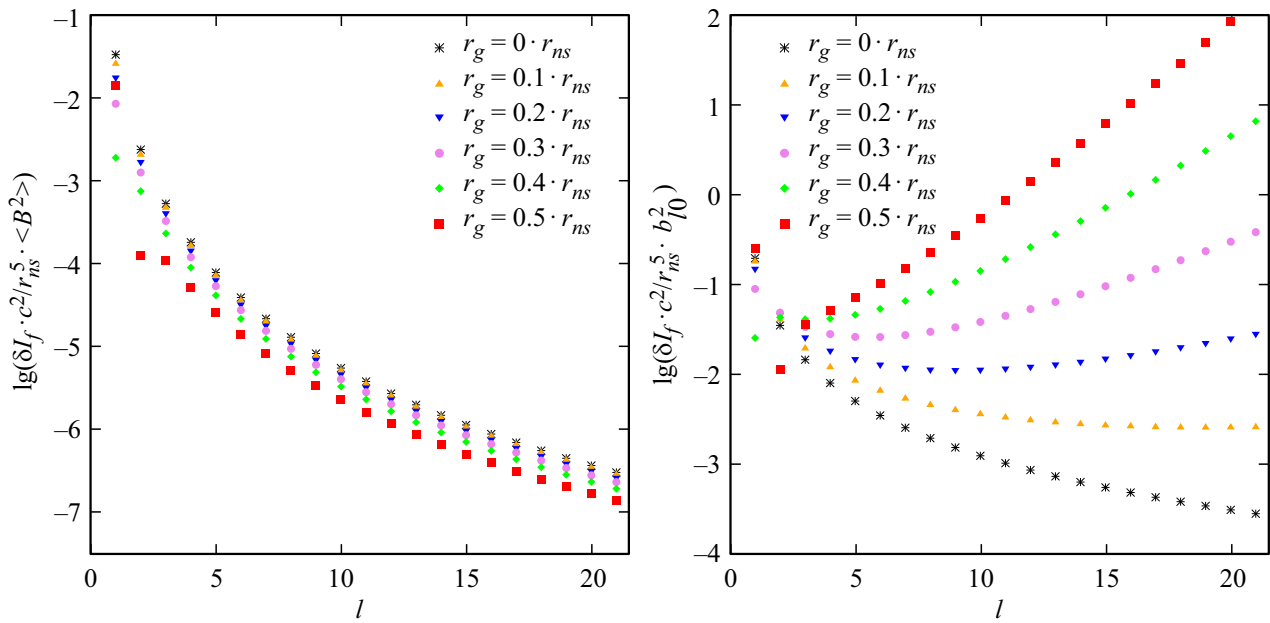 lg(δI_f · c²/r_ns⁵ · <B²>)
−1
−2
−3
−4
−5
−6
−7
0
5
10
15
20
l
r_g = 0 · r_ns
r_g = 0.1 · r_ns
r_g = 0.2 · r_ns
r_g = 0.3 · r_ns
r_g = 0.4 · r_ns
r_g = 0.5 · r_ns
lg(δI_f · c²/r_ns⁵ · b²_l0)
2
1
0
−1
−2
−3
−4
0
5
10
15
20
l
r_g = 0 · r_ns
r_g = 0.1 · r_ns
r_g = 0.2 · r_ns
r_g = 0.3 · r_ns
r_g = 0.4 · r_ns
r_g = 0.5 · r_ns